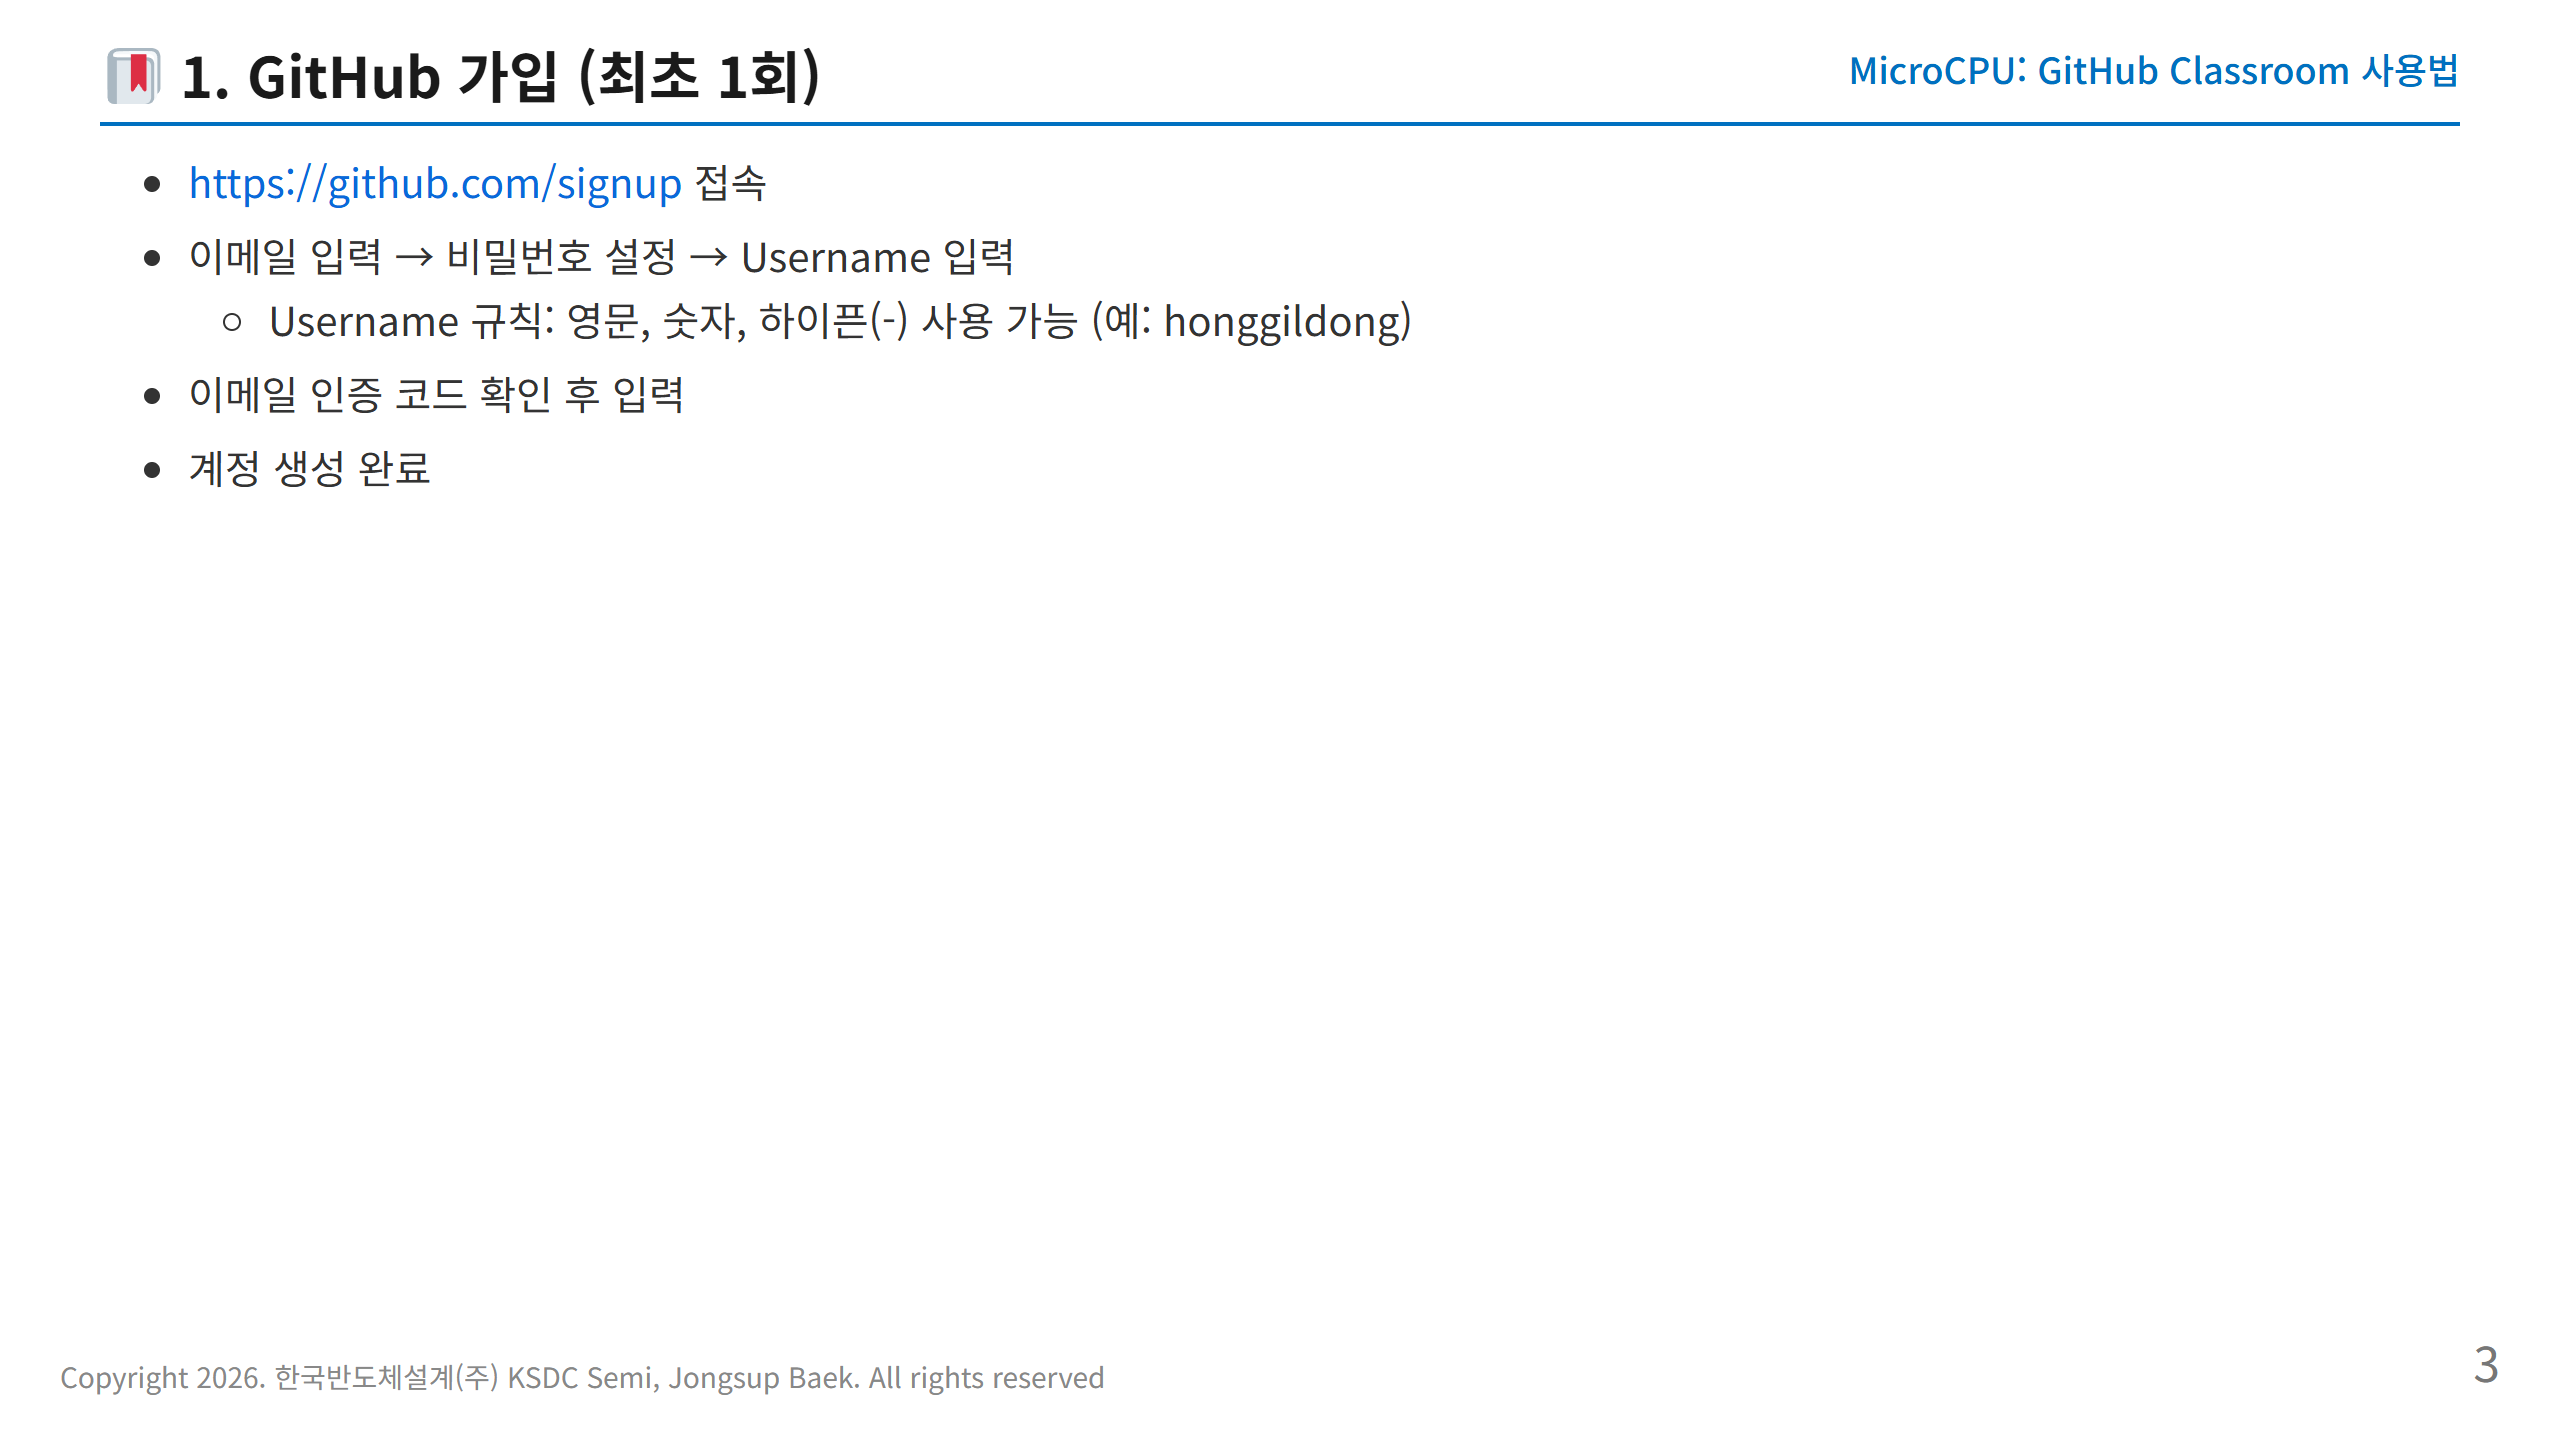 1. GitHub 가입 (최초 1회)
MicroCPU: GitHub Classroom 사용법
https://github.com/signup 접속
이메일 입력 → 비밀번호 설정 → Username 입력
Username 규칙: 영문, 숫자, 하이픈(-) 사용 가능 (예: honggildong)
이메일 인증 코드 확인 후 입력
계정 생성 완료
Copyright 2026. 한국반도체설계(주) KSDC Semi, Jongsup Baek. All rights reserved
3